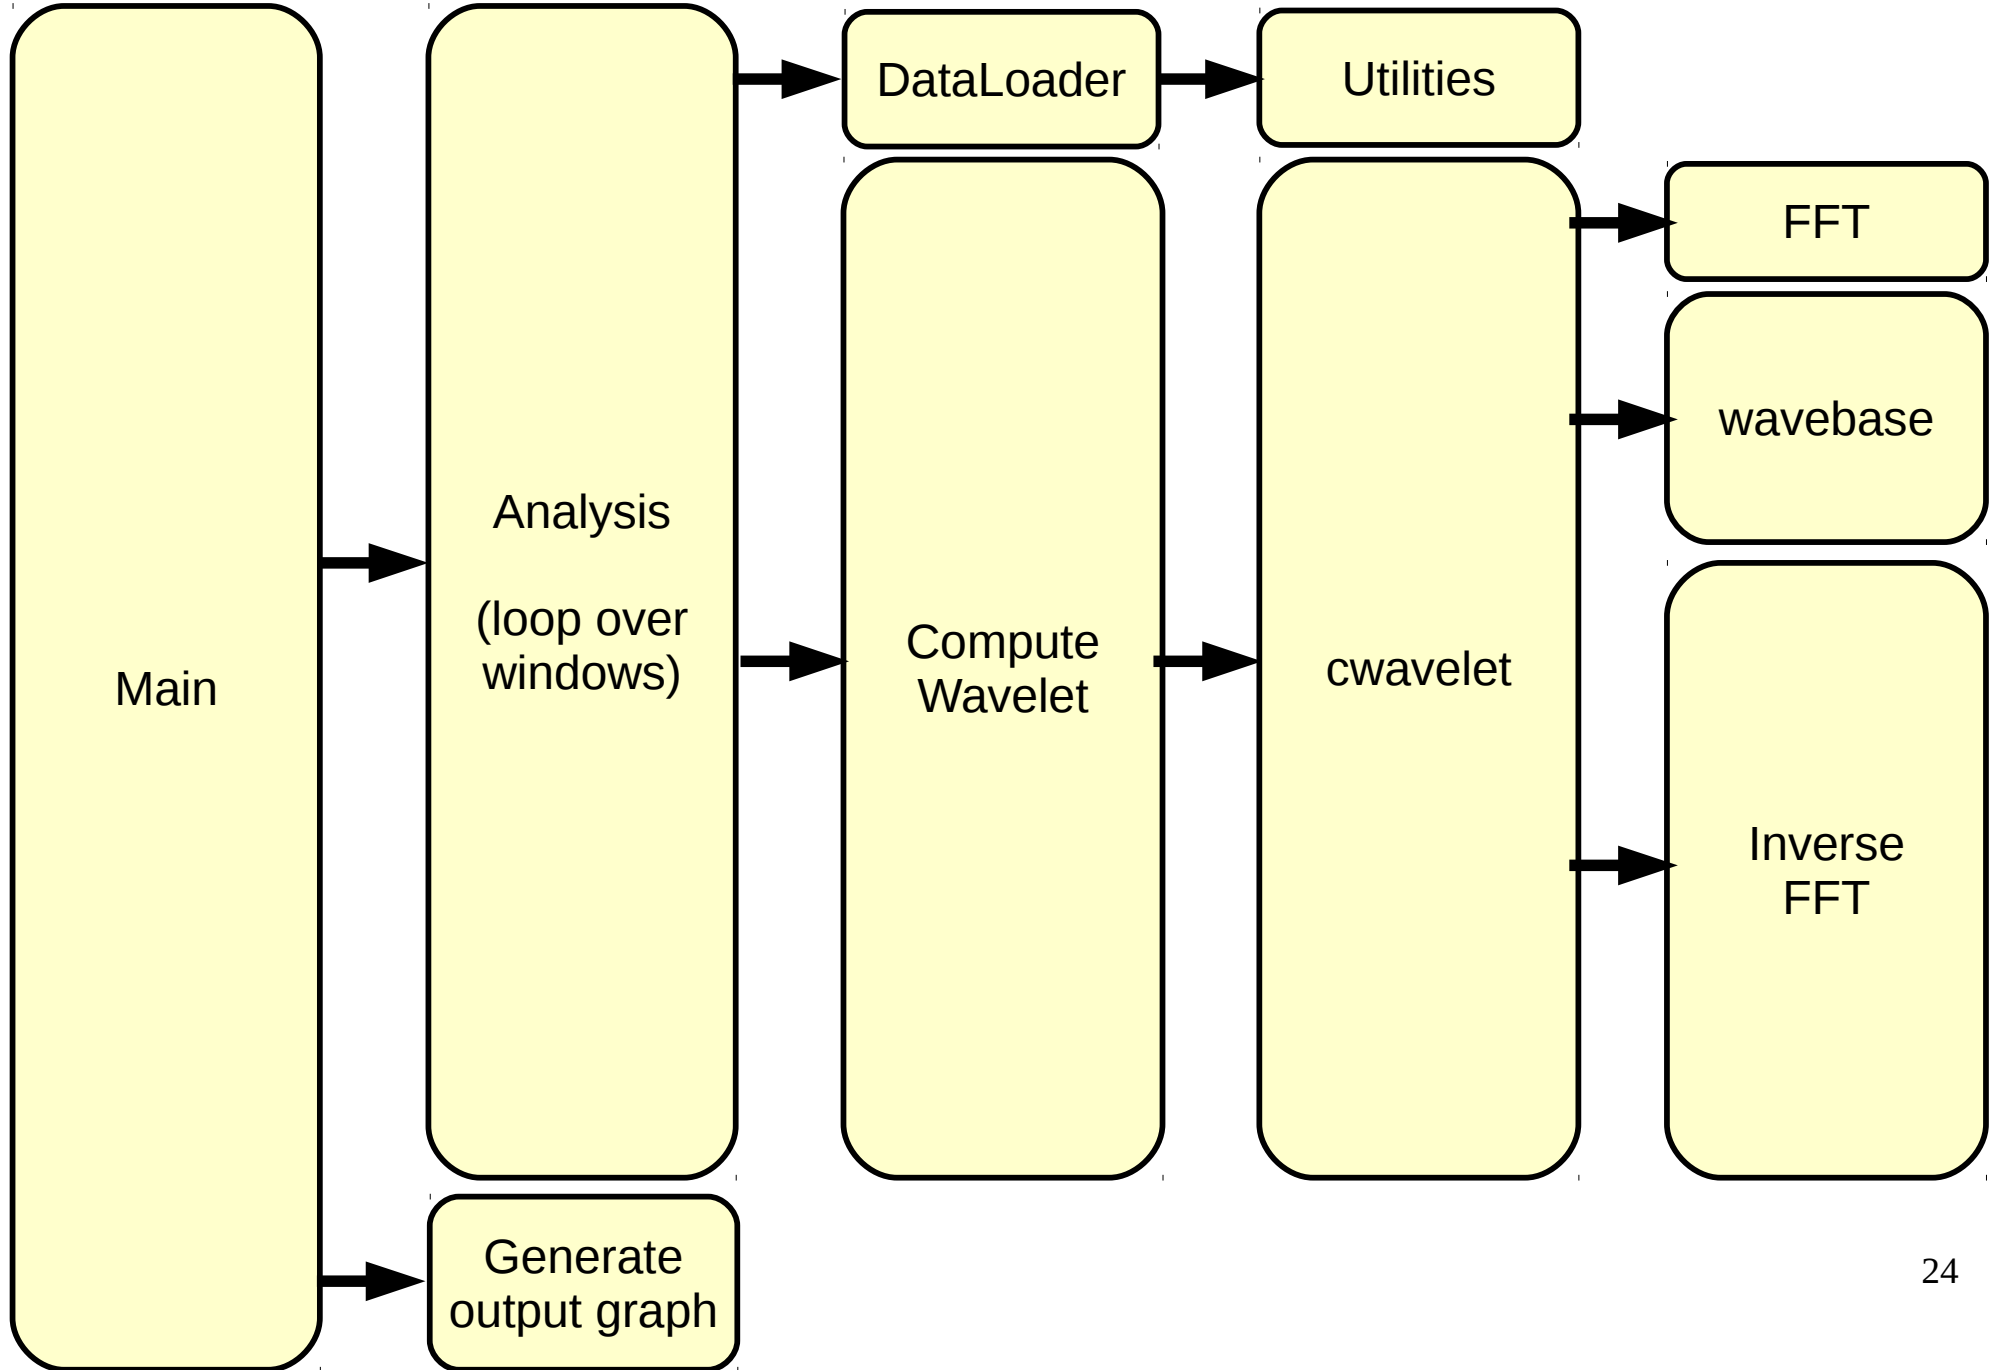 Main
Analysis
(loop over
windows)
Generate
output graph
DataLoader
Compute
Wavelet
Utilities
cwavelet
FFT
wavebase
Inverse
FFT
24